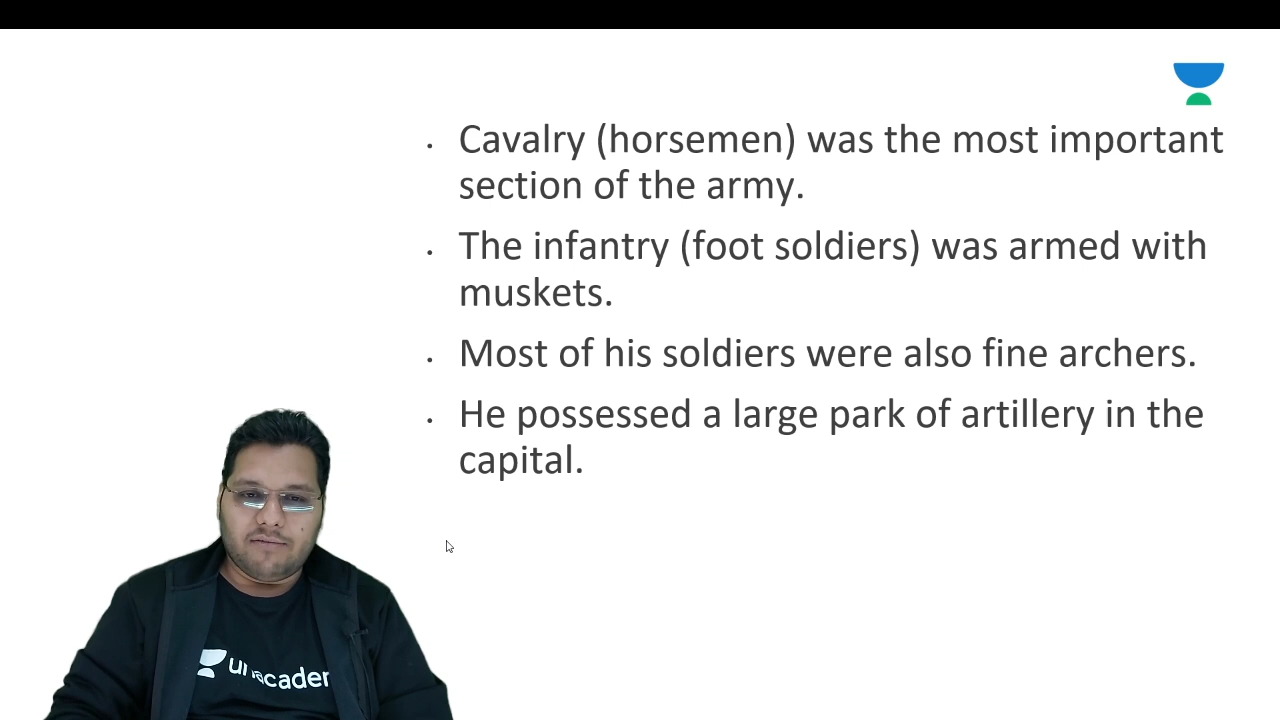 • Cavalry (horsemen) was the most important
section of the army.
• The infantry (foot soldiers) was armed with
muskets.
• Most of his soldiers were also fine archers.
• He possessed a large park of artillery in the
capital.